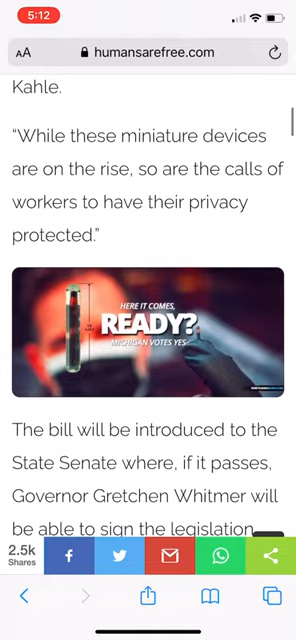 5:12
AA humansarefree.com
Kahle.
“While these miniature devices
are on the rise, so are the calls of
workers to have their privacy
protected.”
HERE IT COMES,
READY?
MICHIGAN VOTES YES
The bill will be introduced to the
State Senate where, if it passes,
Governor Gretchen Whitmer will
be able to sign the legislation
2.5k
Shares